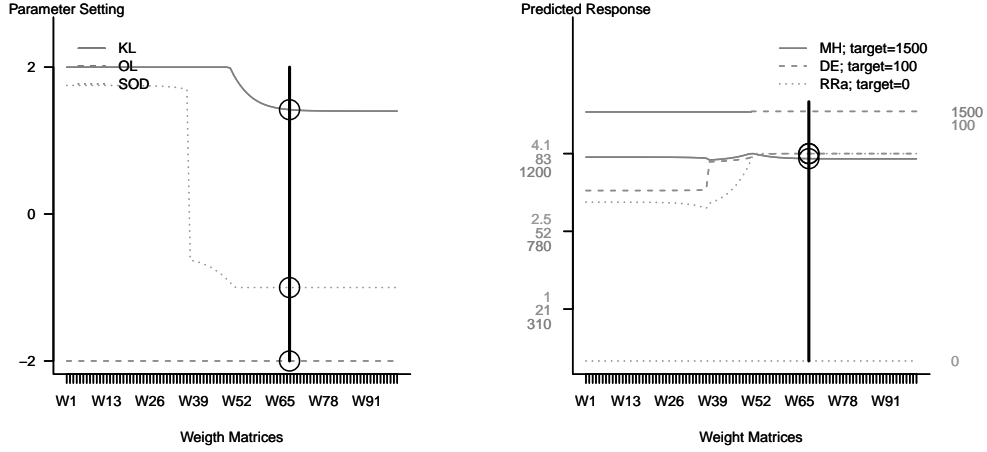 Parameter Setting
KL
OL
SOD
2
0
−2
W1 W13 W26 W39 W52 W65 W78 W91
Weigth Matrices
Predicted Response
MH; target=1500
DE; target=100
RRa; target=0
1500
100
4.1
83
1200
2.5
52
780
1
21
310
0
W1 W13 W26 W39 W52 W65 W78 W91
Weight Matrices